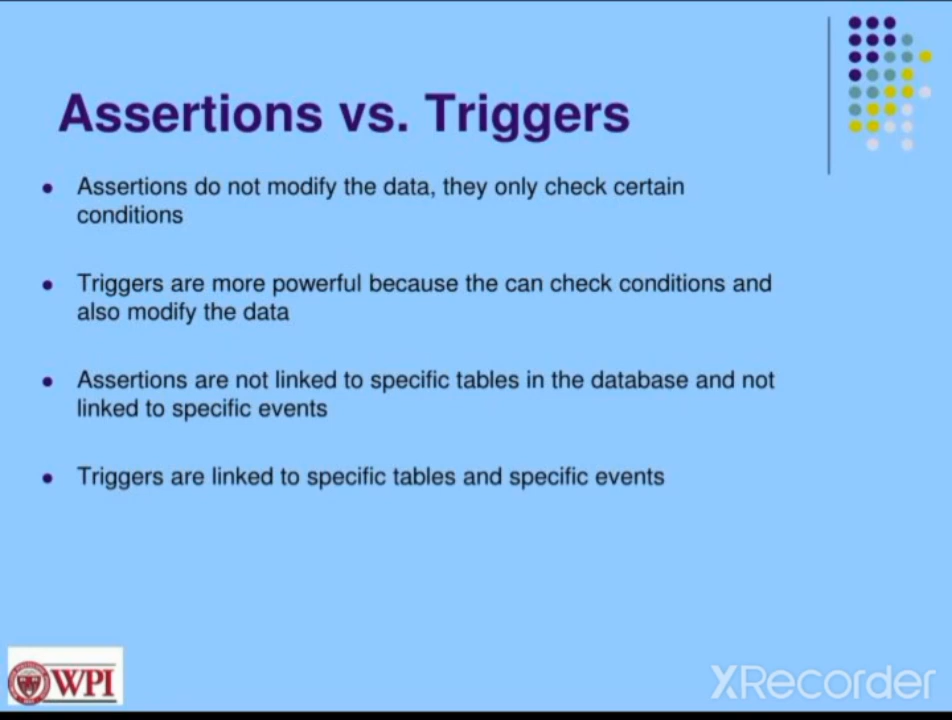 Assertions vs. Triggers
Assertions do not modify the data, they only check certain
conditions
Triggers are more powerful because the can check conditions and
also modify the data
Assertions are not linked to specific tables in the database and not
linked to specific events
Triggers are linked to specific tables and specific events
WPI
XRecorder